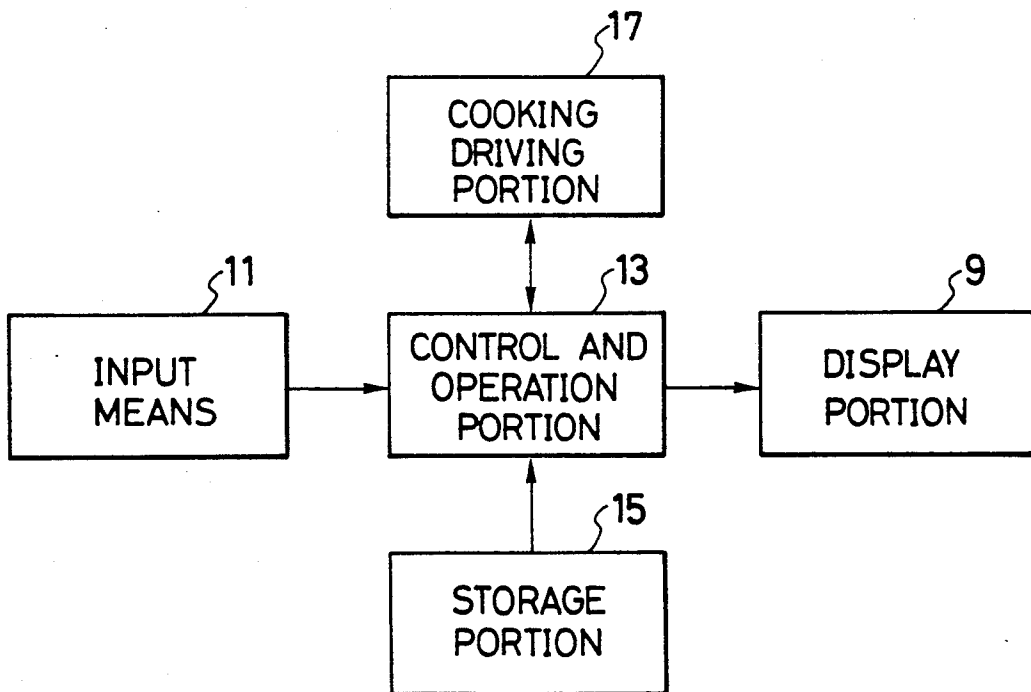 17
COOKING
DRIVING
PORTION
11
INPUT
MEANS
13
CONTROL AND
OPERATION
PORTION
9
DISPLAY
PORTION
15
STORAGE
PORTION